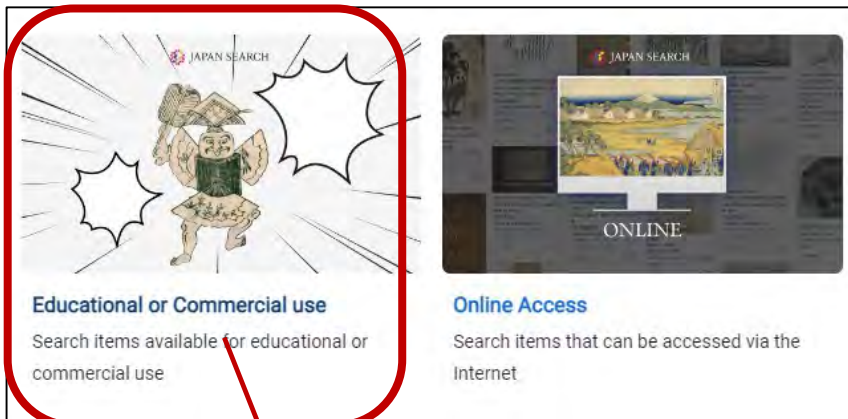 JAPAN SEARCH
Educational or Commercial use
Search items available for educational or
commercial use
JAPAN SEARCH
ONLINE
Online Access
Search items that can be accessed via the
Internet